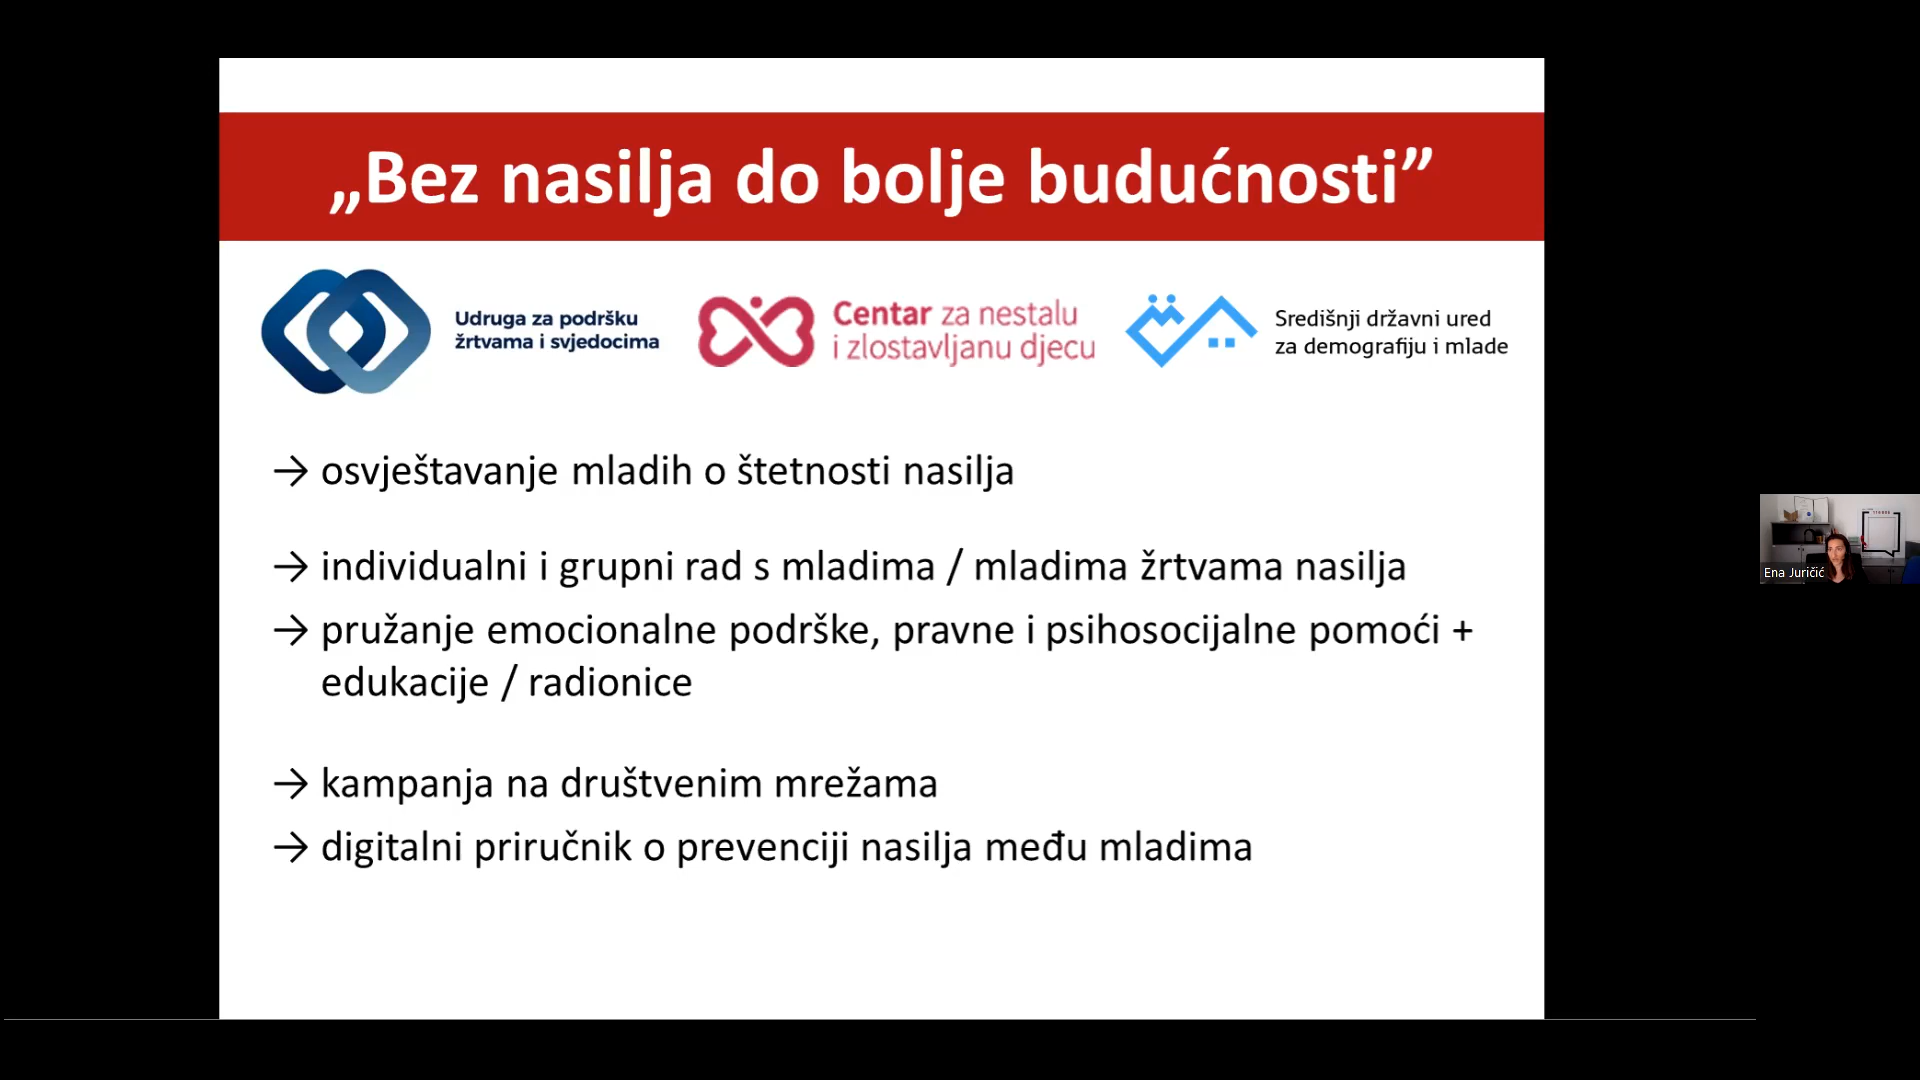 „Bez nasilja do bolje budućnosti”
Udruga za podršku
žrtvama i svjedocima
Centar za nestalu
i zlostavljanu djecu
Središnji državni ured
za demografiju i mlade
→ osvještavanje mladih o štetnosti nasilja
→ individualni i grupni rad s mladima / mladima žrtvama nasilja
→ pružanje emocionalne podrške, pravne i psihosocijalne pomoći +
edukacije / radionice
→ kampanja na društvenim mrežama
→ digitalni priručnik o prevenciji nasilja među mladima
Ena Juričić